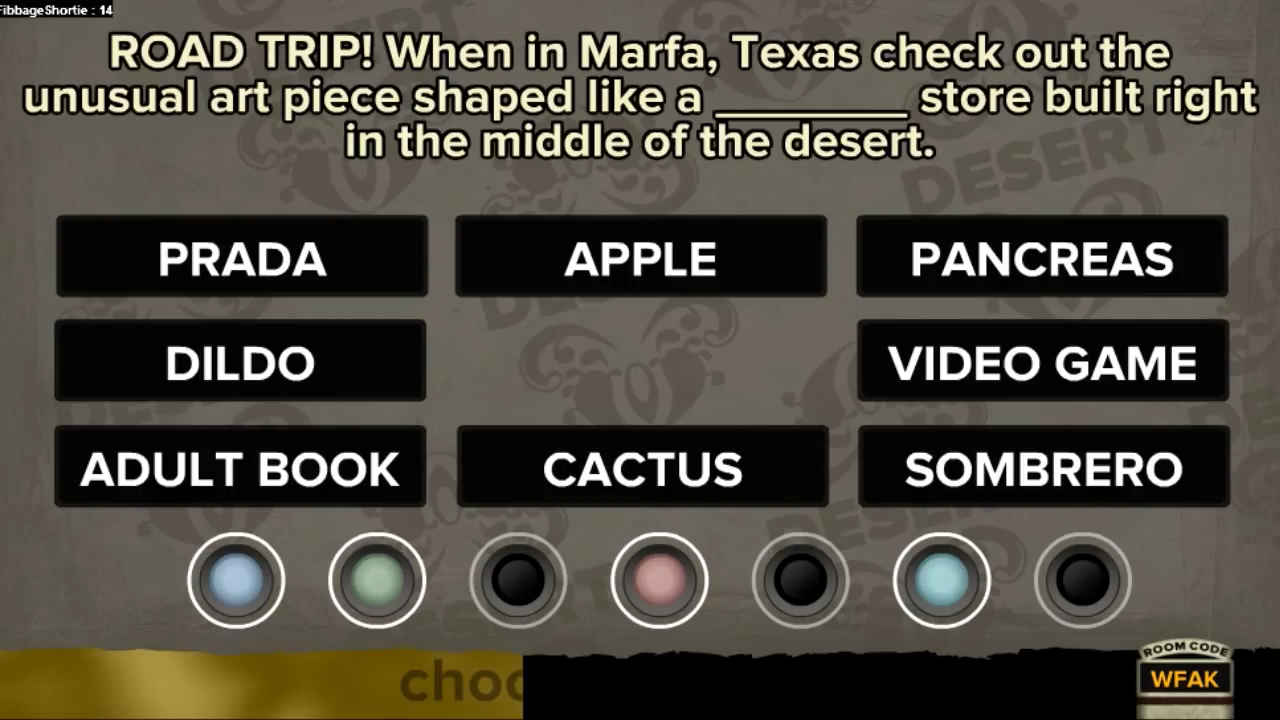 FibbageShortie : 14
ROAD TRIP! When in Marfa, Texas check out the
unusual art piece shaped like a ________ store built right
in the middle of the desert.
PRADA
APPLE
PANCREAS
DILDO
VIDEO GAME
ADULT BOOK
CACTUS
SOMBRERO
DESERT
choo
ROOM CODE
WFAK